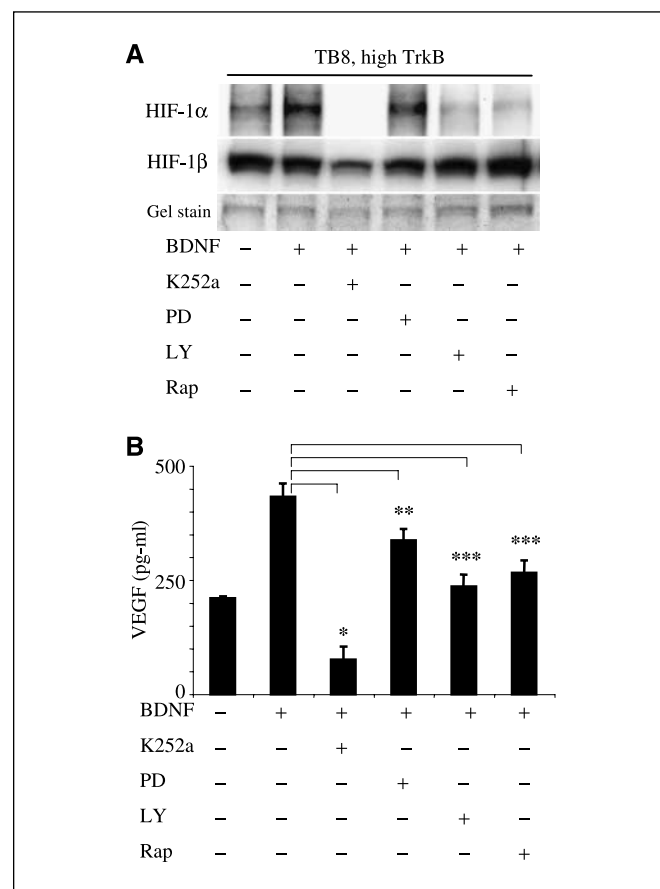 A
TB8, high TrkB
HIF-1α
HIF-1β
Gel stain
BDNF – + + + + +
K252a – – + – – –
PD – – – + – –
LY – – – – + –
Rap – – – – – +
B
500
** 
*** ***
250
*
0
VEGF (pg-ml)
BDNF – + + + + +
K252a – – + – – –
PD – – – + – –
LY – – – – + –
Rap – – – – – +